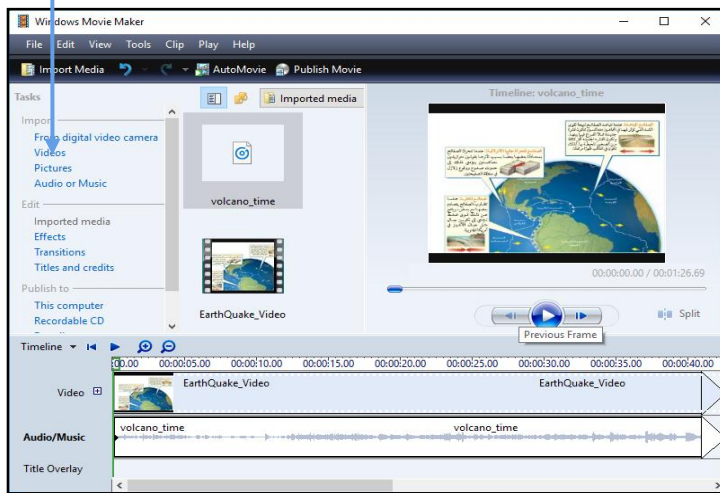 Windows Movie Maker
File Edit View Tools Clip Play Help
Import Media AutoMovie Publish Movie
Tasks
Imported media
Import
From digital video camera
Videos
Pictures
Audio or Music
Edit
Imported media
Effects
Transitions
Titles and credits
Publish to
This computer
Recordable CD
volcano_time
EarthQuake_Video
Timeline: volcano_time
00:00:00.00 / 00:01:26.69
Split
Previous Frame
Timeline
00.00 00:00:05.00 00:00:10.00 00:00:15.00 00:00:20.00 00:00:25.00 00:00:30.00 00:00:35.00 00:00:40.00
Video EarthQuake_Video EarthQuake_Video
Audio/Music volcano_time volcano_time
Title Overlay